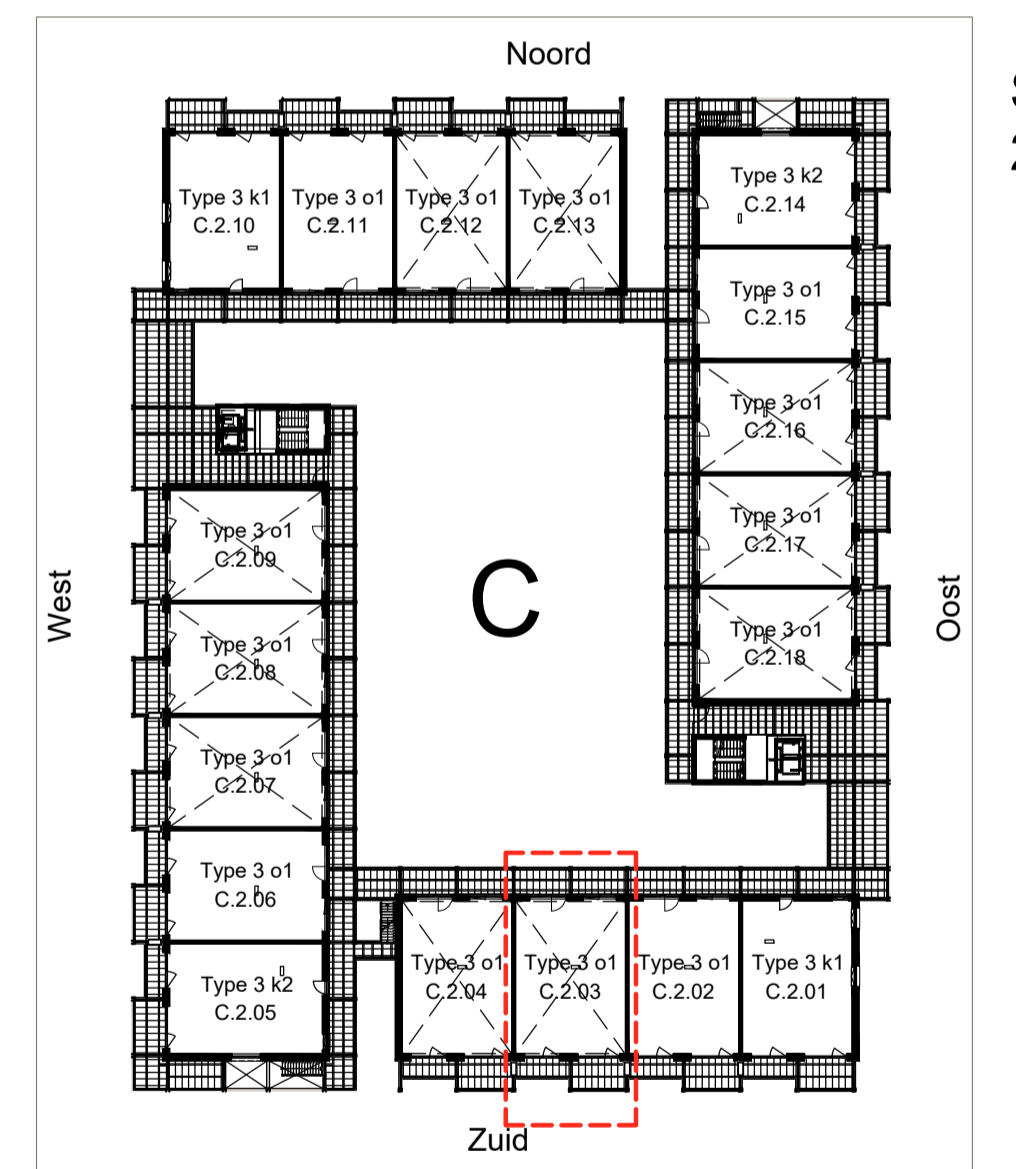 Noord
Type 3 k1
C.2.10
Type 3 o1
C.2.11
Type 3 o1
C.2.12
Type 3 o1
C.2.13
Type 3 k2
C.2.14
Type 3 o1
C.2.15
Type 3 o1
C.2.16
Type 3 o1
C.2.17
Type 3 o1
C.2.18
Type 3 o1
C.2.09
Type 3 o1
C.2.08
Type 3 o1
C.2.07
Type 3 o1
C.2.06
Type 3 k2
C.2.05
West
C
Oost
Type 3 o1
C.2.04
Type 3 o1
C.2.03
Type 3 o1
C.2.02
Type 3 k1
C.2.01
Zuid